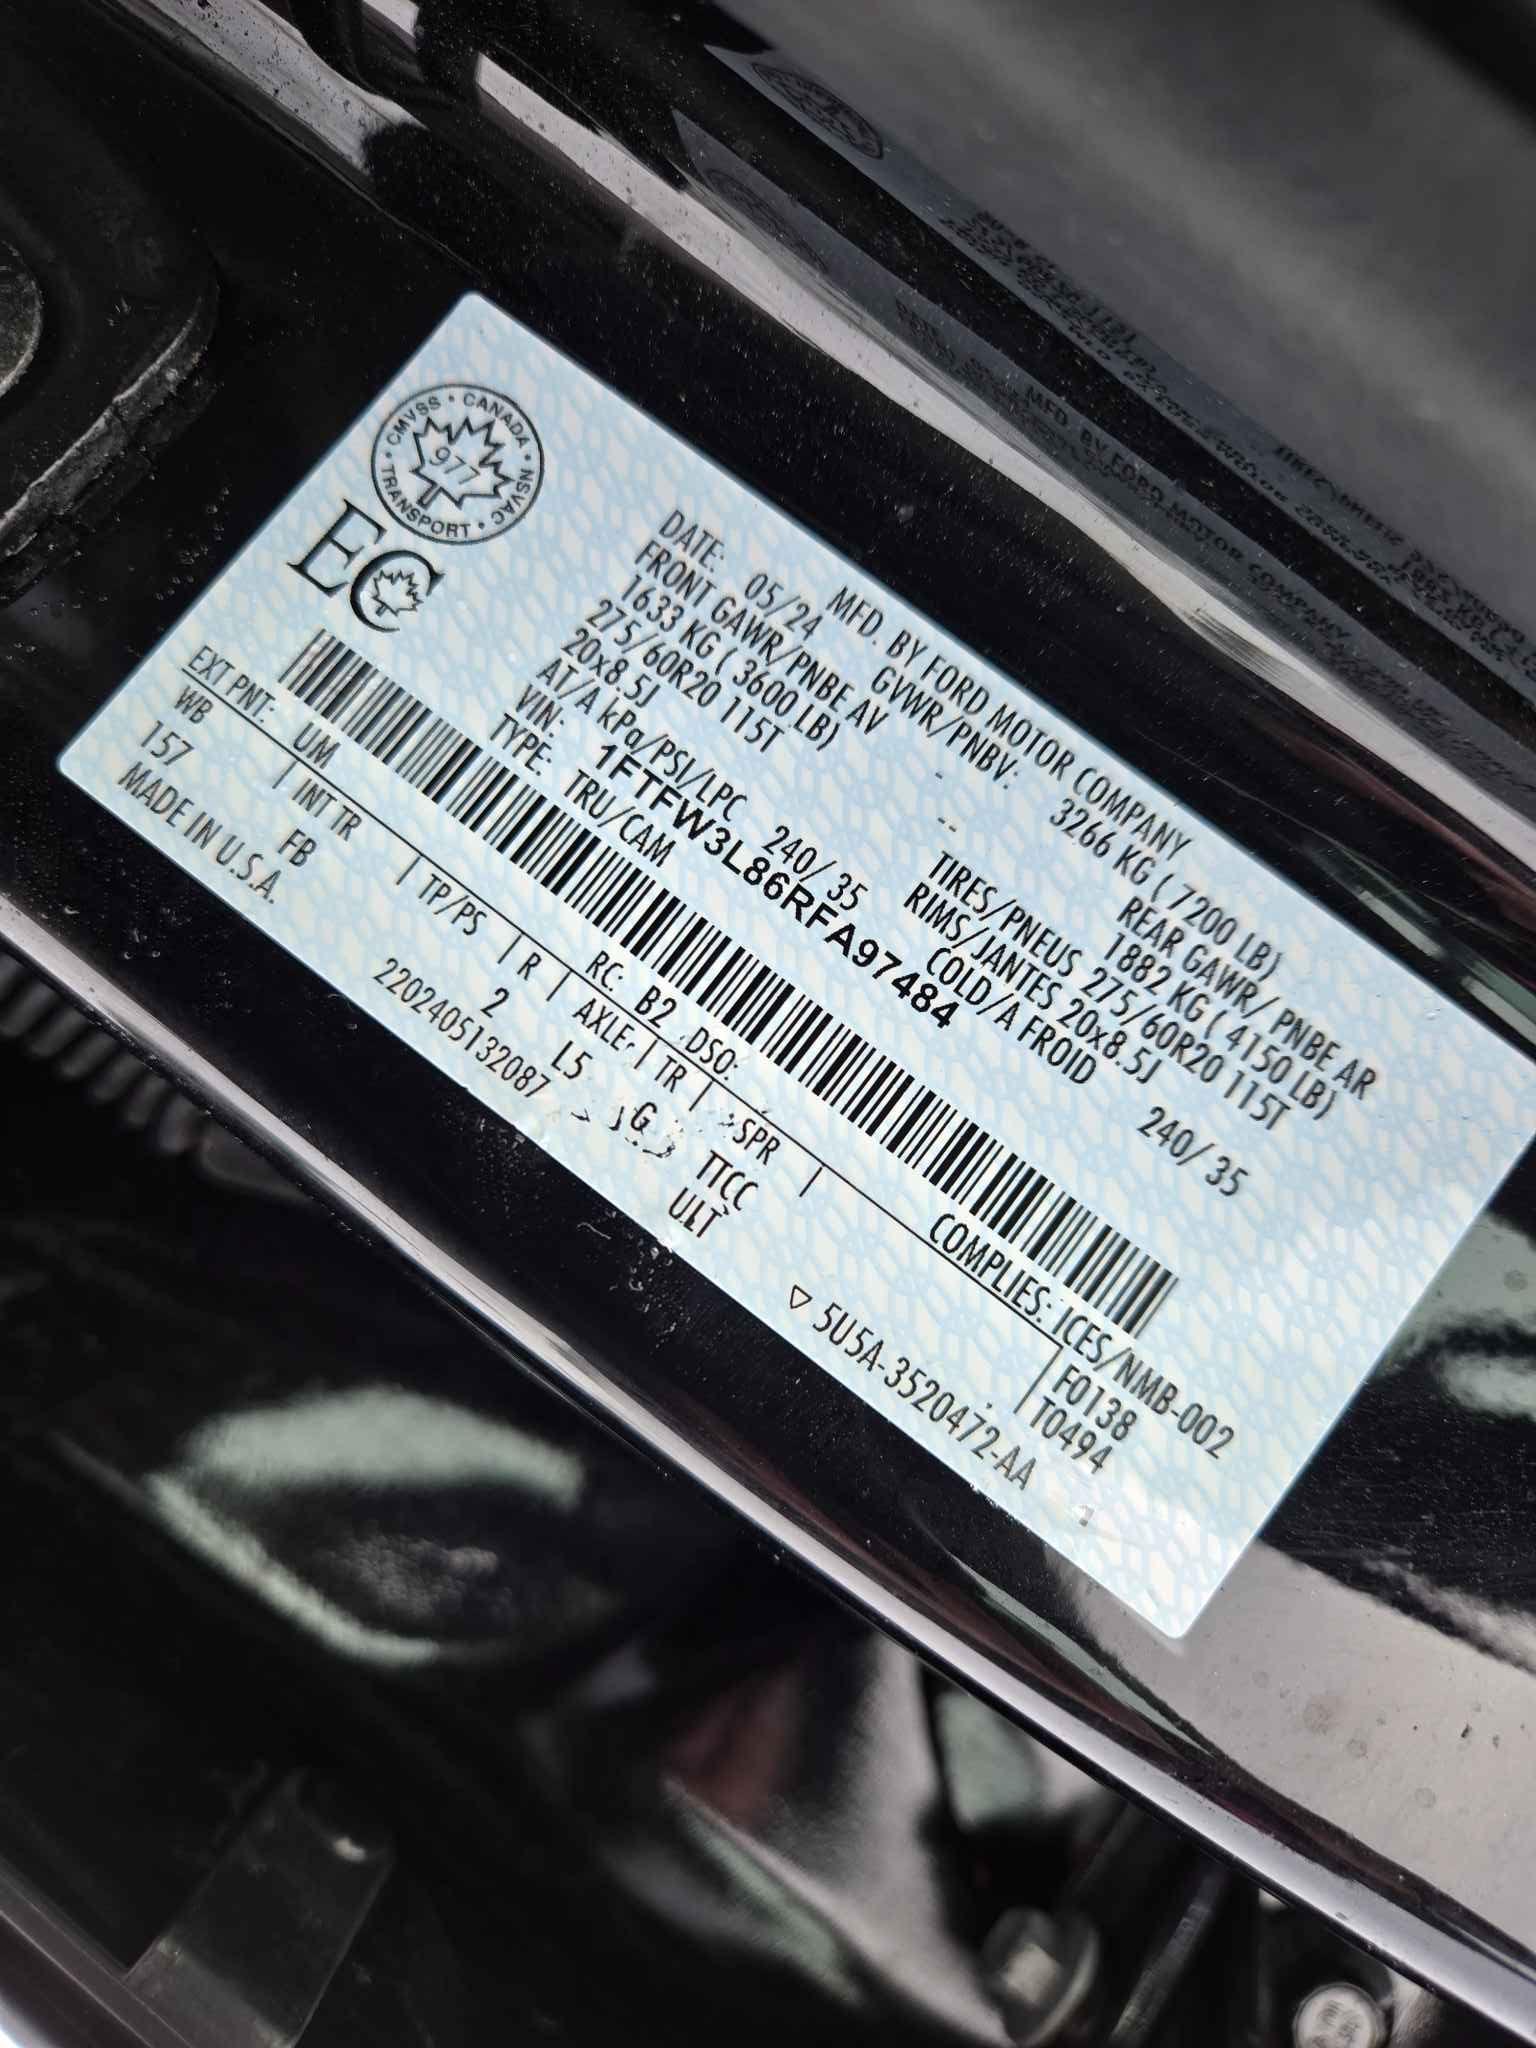 CMVSS · CANADA · NSVAC · TRANSPORT ·
977
EC
MFD. BY FORD MOTOR COMPANY
DATE: 05/24 GVWR/PNBV: 3266 KG ( 7200 LB)
FRONT GAWR/PNBE AV -- REAR GAWR/ PNBE AR
1633 KG ( 3600 LB) -- 1882 KG ( 4150 LB)
275/60R20 115T TIRES/PNEUS 275/60R20 115T
20x8.5J RIMS/JANTES 20x8.5J
AT/A kPa/PSI/LPC 240/ 35 COLD/A FROID 240/ 35
VIN: 1FTFW3L86RFA97484
TYPE: TRU/CAM
COMPLIES: ICES/NMB-002
EXT PNT: UM RC: B2 DSO: F0138
WB | INT TR | TP/PS | R | AXLE | TR | SPR | T0494
157 FB 2 L5 G TTCC
ULT
MADE IN U.S.A.
220240513208​7
▽ 5U5A-3520472-AA